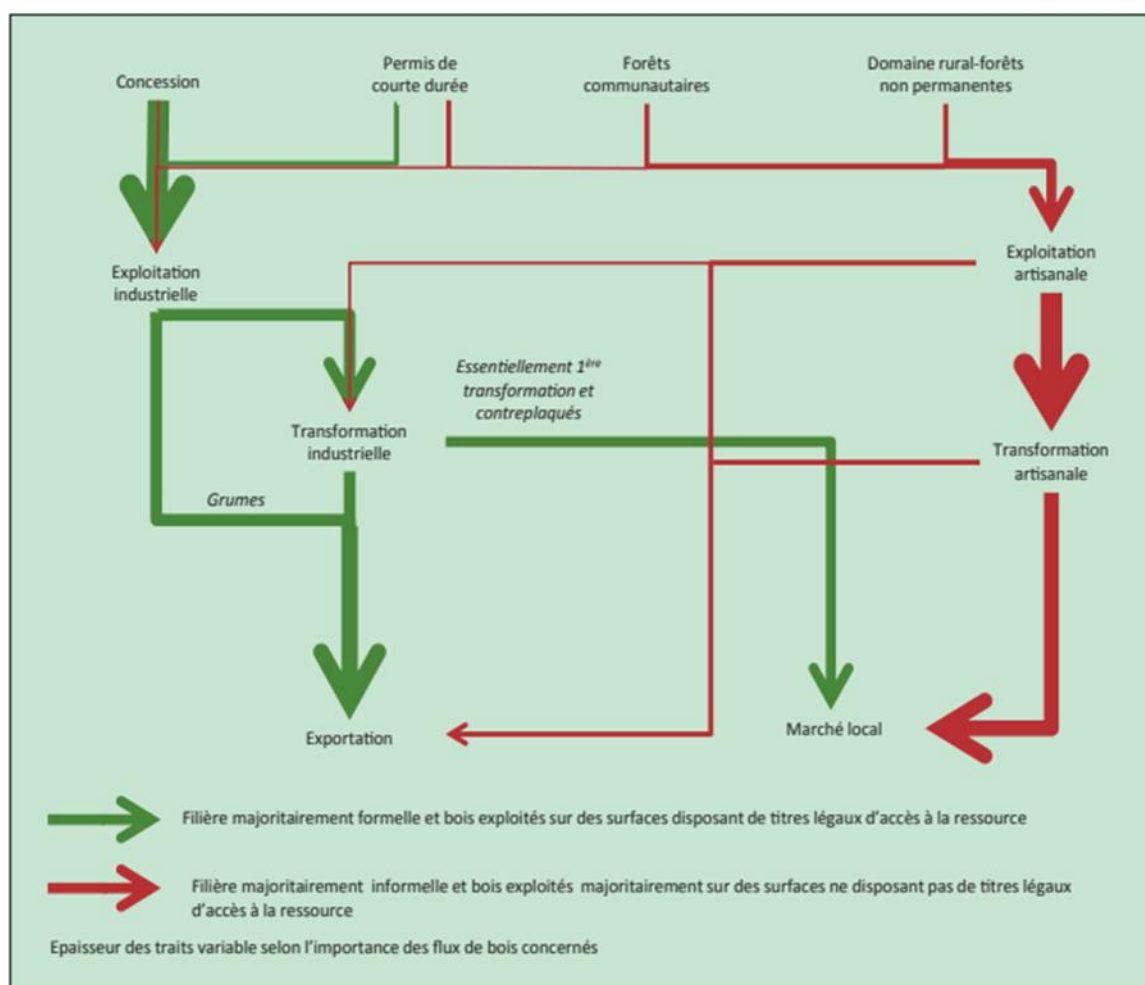 Concession
Permis de
courte durée
Forêts
communautaires
Domaine rural-forêts
non permanentes
Exploitation
industrielle
Exploitation
artisanale
Essentiellement 1ère
transformation et
contreplaqués
Transformation
industrielle
Transformation
artisanale
Grumes
Exportation
Marché local
Filière majoritairement formelle et bois exploités sur des surfaces disposant de titres légaux d'accès à la ressource
Filière majoritairement informelle et bois exploités majoritairement sur des surfaces ne disposant pas de titres légaux
d'accès à la ressource
Epaisseur des traits variable selon l'importance des flux de bois concernés